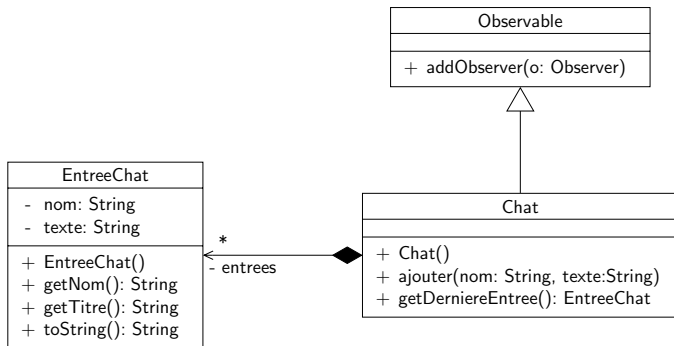 Observable
+ addObserver(o: Observer)
EntreeChat
- nom: String
- texte: String
+ EntreeChat()
+ getNom(): String
+ getTitre(): String
+ toString(): String
*
- entrees
Chat
+ Chat()
+ ajouter(nom: String, texte:String)
+ getDerniereEntree(): EntreeChat